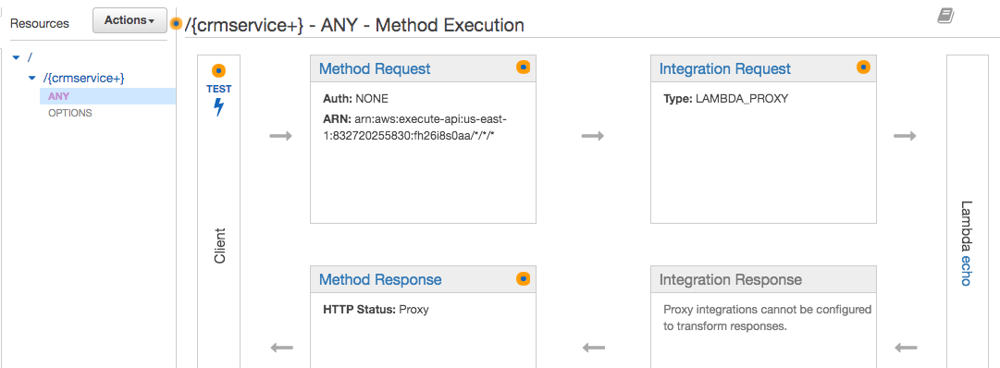 Resources
Actions
/{crmservice+} - ANY - Method Execution
/
/{crmservice+}
ANY
OPTIONS
TEST
Client
Method Request
Auth: NONE
ARN: arn:aws:execute-api:us-east-
1:832720255830:fh26i8s0aa/*/*/*
Integration Request
Type: LAMBDA_PROXY
Lambda echo
Method Response
HTTP Status: Proxy
Integration Response
Proxy integrations cannot be configured
to transform responses.